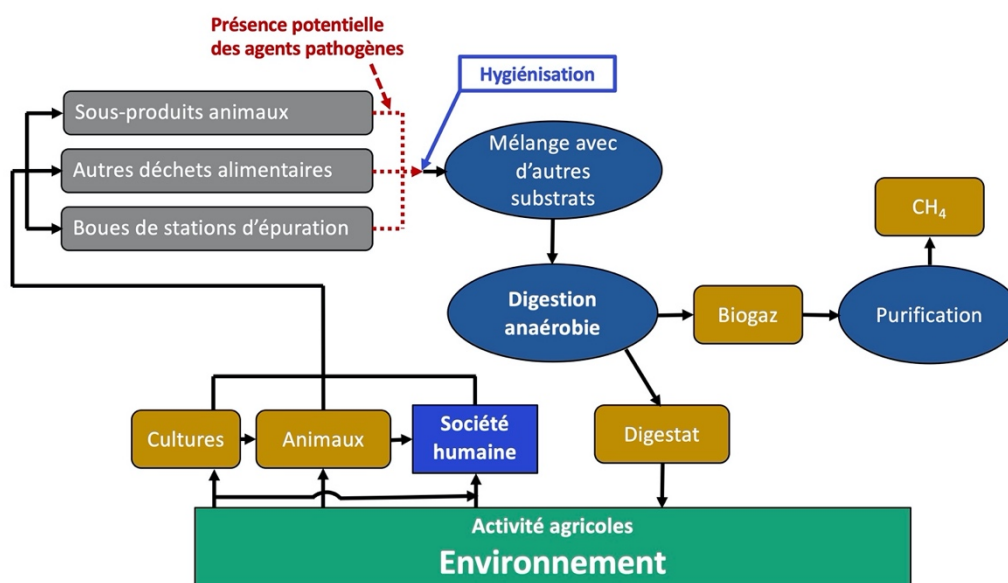 Présence potentielle
des agents pathogènes
Hygiénisation
Sous-produits animaux
Autres déchets alimentaires
Boues de stations d'épuration
Mélange avec
d'autres
substrats
CH₄
Digestion
anaérobie
Biogaz
Purification
Cultures
Animaux
Société
humaine
Digestat
Activité agricoles
Environnement